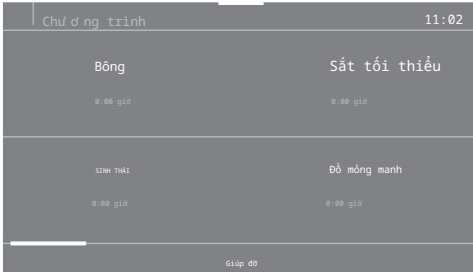 Chương trình
11:02
Bông
Sắt tối thiểu
0:00 giờ
0:00 giờ
SINH THÁI
Đồ mỏng manh
0:00 giờ
0:00 giờ
Giúp đỡ